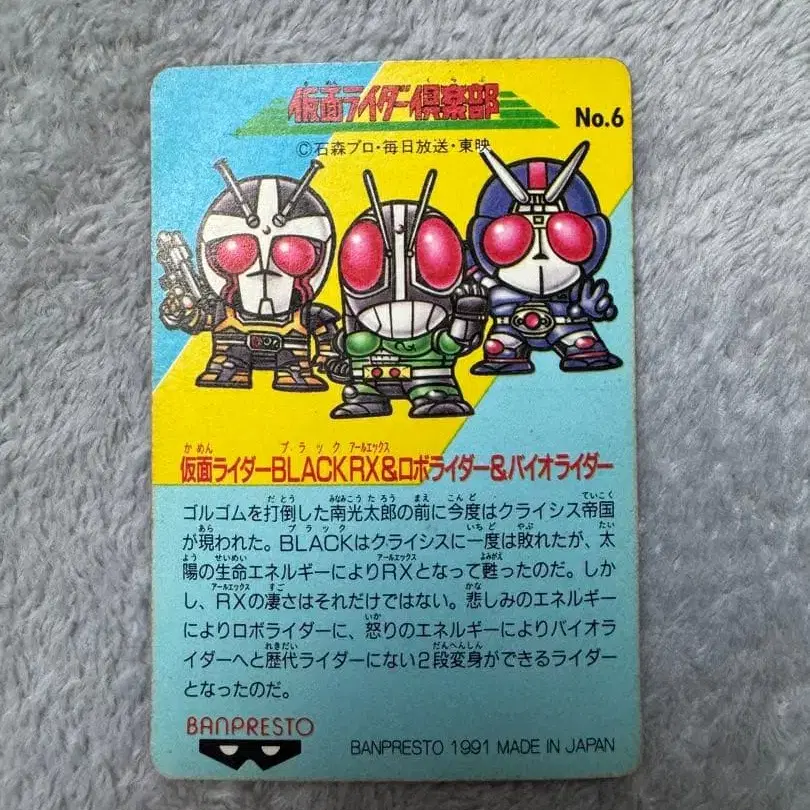 仮面ライダー倶楽部
No.6
©石森プロ・毎日放送・東映
仮面ライダーBLACKRX&ロボライダー&バイオライダー
ゴルゴムを打倒した南光太郎の前に今度はクライシス帝国
が現われた。BLACKはクライシスに一度は敗れたが、太
陽の生命エネルギーによりRXとなって甦ったのだ。しか
し、RXの凄さはそれだけではない。悲しみのエネルギー
によりロボライダーに、怒りのエネルギーによりバイオラ
イダーへと歴代ライダーにない2段変身ができるライダー
となったのだ。
BANPRESTO
BANPRESTO 1991 MADE IN JAPAN